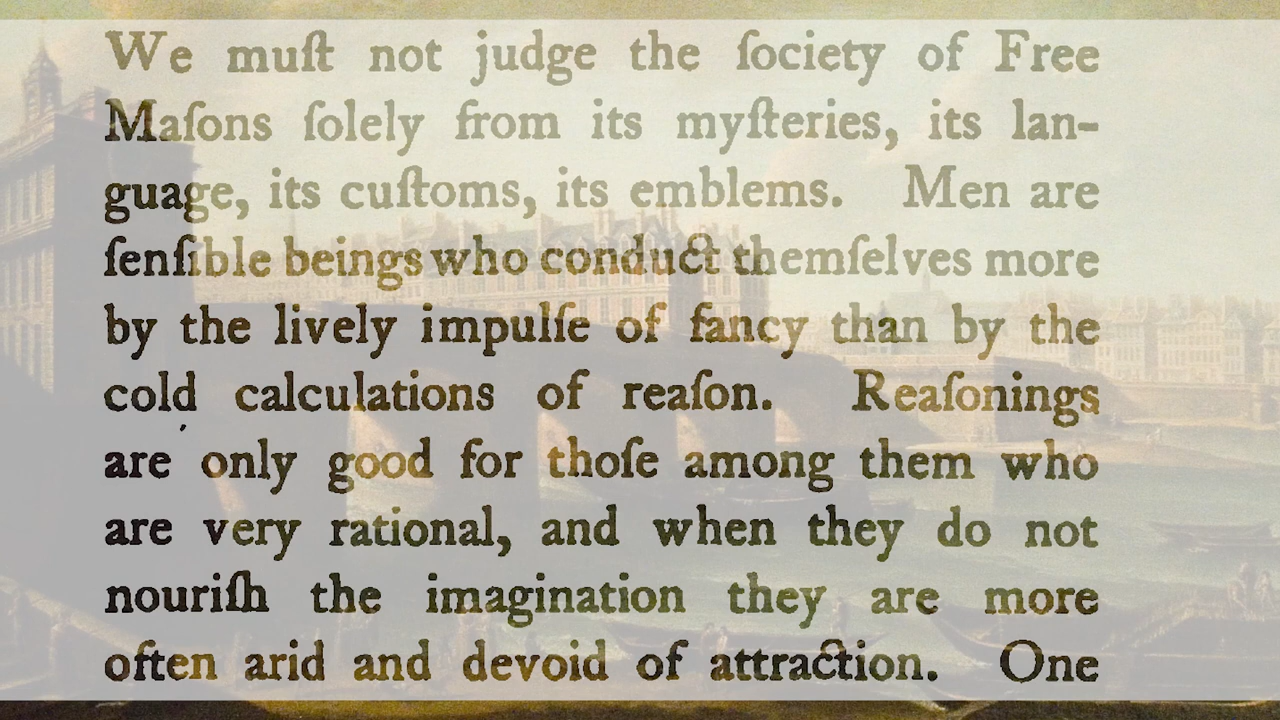 We muſt not judge the ſociety of Free
Maſons ſolely from its myſteries, its lan-
guage, its cuſtoms, its emblems. Men are
ſenſible beings who conduct themſelves more
by the lively impulſe of fancy than by the
cold calculations of reaſon. Reaſonings
are only good for thoſe among them who
are very rational, and when they do not
nouriſh the imagination they are more
often arid and devoid of attraction. One